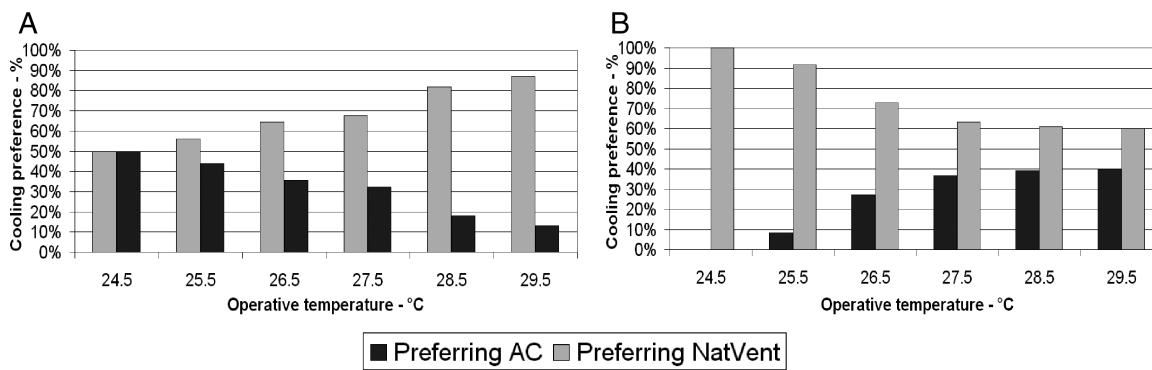 A
Cooling preference - %
100%
90%
80%
70%
60%
50%
40%
30%
20%
10%
0%
24.5 25.5 26.5 27.5 28.5 29.5
Operative temperature - °C
B
Cooling preference - %
100%
90%
80%
70%
60%
50%
40%
30%
20%
10%
0%
24.5 25.5 26.5 27.5 28.5 29.5
Operative temperature - °C
Preferring AC Preferring NatVent